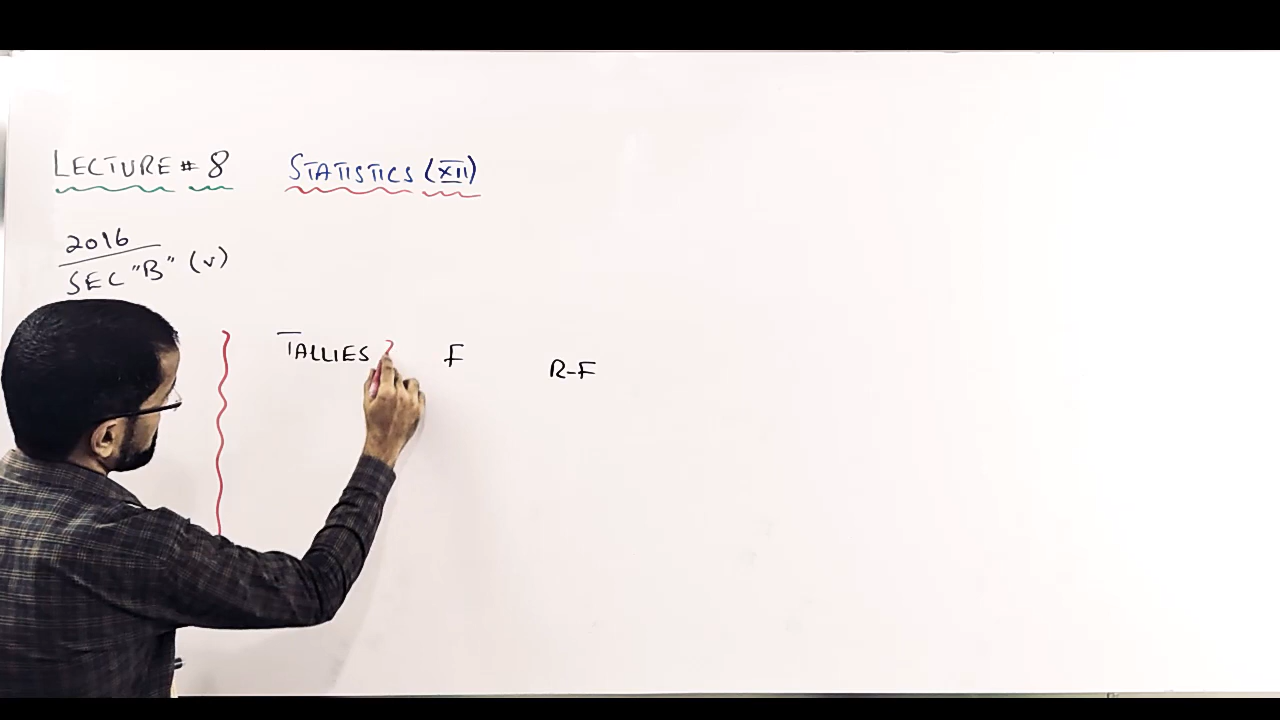 LECTURE # 8 STATISTICS (XII)
2016
SEC "B" (v)
TALLIES F R-F